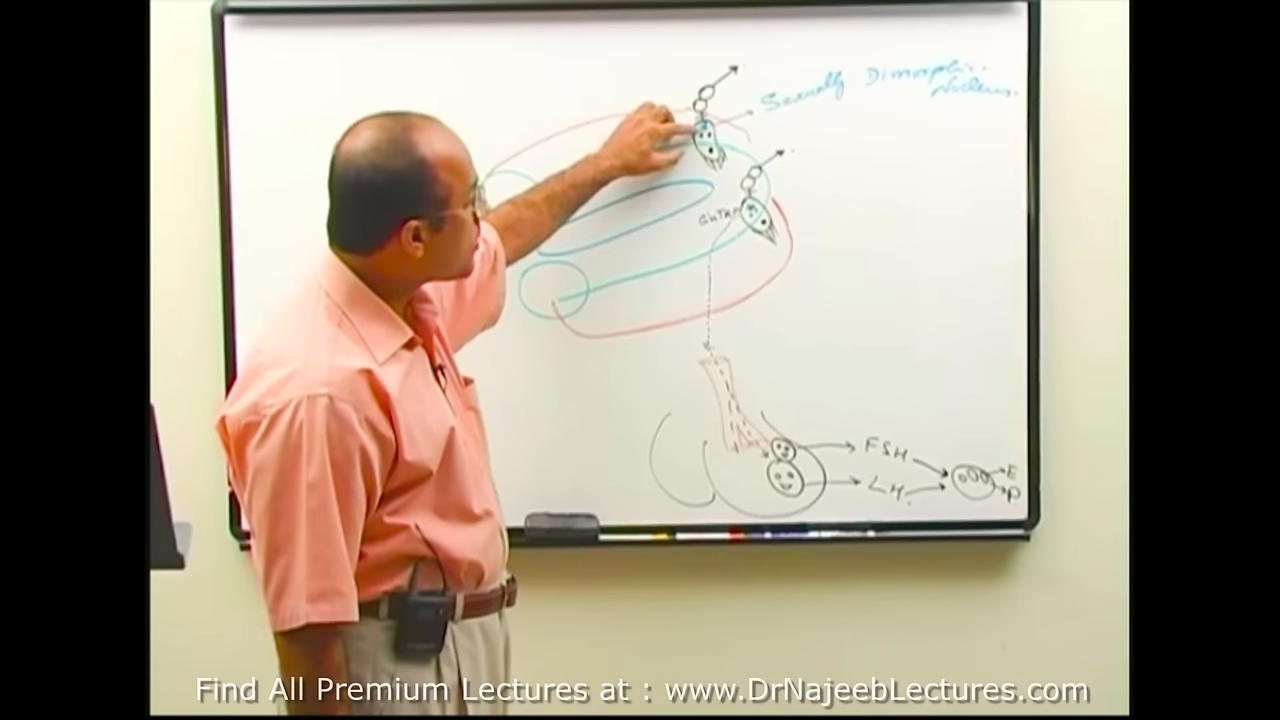 Sexually Dimorphic
Nucleus.
GnRH
FSH
LH.
E
P
Find All Premium Lectures at : www.DrNajeebLectures.com